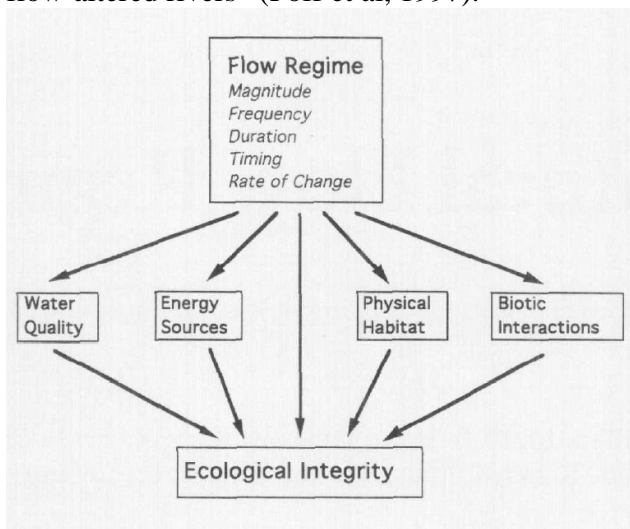 Flow Regime
Magnitude
Frequency
Duration
Timing
Rate of Change
Water
Quality
Energy
Sources
Physical
Habitat
Biotic
Interactions
Ecological Integrity